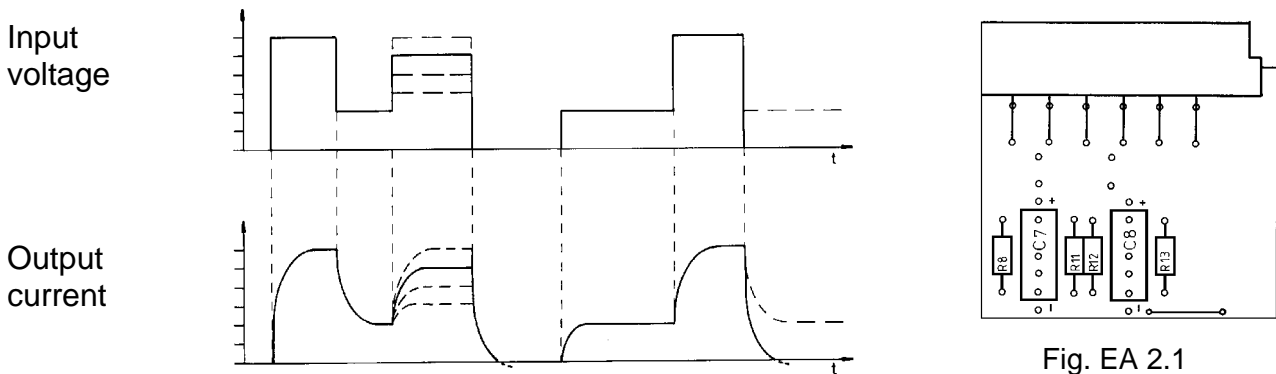 Input
voltage
t
Output
current
t
+
+
R8
C7
R11
R12
C8
R13
−
−
Fig. EA 2.1